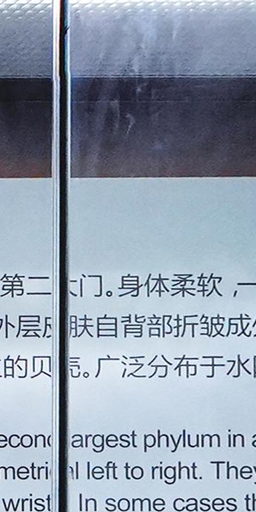 第二大门。身体柔软，一
外层皮肤自背部折皱成
的贝壳。广泛分布于水
econd largest phylum in a
metrical left to right. They
wrist. In some cases th